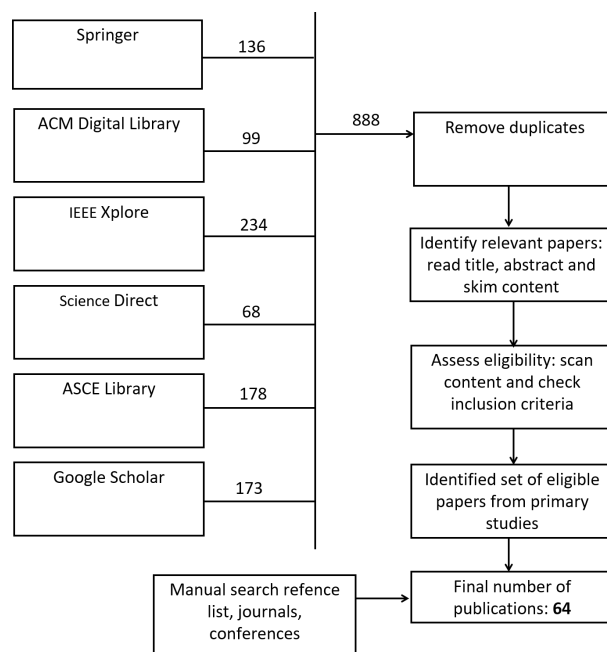 Springer
136
ACM Digital Library
99
IEEE Xplore
234
Science Direct
68
ASCE Library
178
Google Scholar
173
888
Remove duplicates
Identify relevant papers:
read title, abstract and
skim content
Assess eligibility: scan
content and check
inclusion criteria
Identified set of eligible
papers from primary
studies
Manual search refence
list, journals,
conferences
Final number of
publications: 64